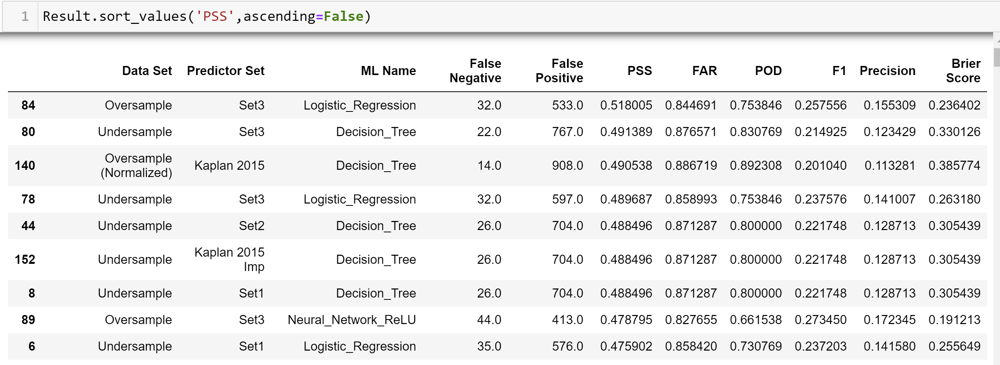 1 Result.sort_values('PSS',ascending=False)
Data Set Predictor Set ML Name False Negative False Positive PSS FAR POD F1 Precision Brier Score
84 Oversample Set3 Logistic_Regression 32.0 533.0 0.518005 0.844691 0.753846 0.257556 0.155309 0.236402
80 Undersample Set3 Decision_Tree 22.0 767.0 0.491389 0.876571 0.830769 0.214925 0.123429 0.330126
140 Oversample (Normalized) Kaplan 2015 Decision_Tree 14.0 908.0 0.490538 0.886719 0.892308 0.201040 0.113281 0.385774
78 Undersample Set3 Logistic_Regression 32.0 597.0 0.489687 0.858993 0.753846 0.237576 0.141007 0.263180
44 Undersample Set2 Decision_Tree 26.0 704.0 0.488496 0.871287 0.800000 0.221748 0.128713 0.305439
152 Undersample Kaplan 2015 Imp Decision_Tree 26.0 704.0 0.488496 0.871287 0.800000 0.221748 0.128713 0.305439
8 Undersample Set1 Decision_Tree 26.0 704.0 0.488496 0.871287 0.800000 0.221748 0.128713 0.305439
89 Oversample Set3 Neural_Network_ReLU 44.0 413.0 0.478795 0.827655 0.661538 0.273450 0.172345 0.191213
6 Undersample Set1 Logistic_Regression 35.0 576.0 0.475902 0.858420 0.730769 0.237203 0.141580 0.255649